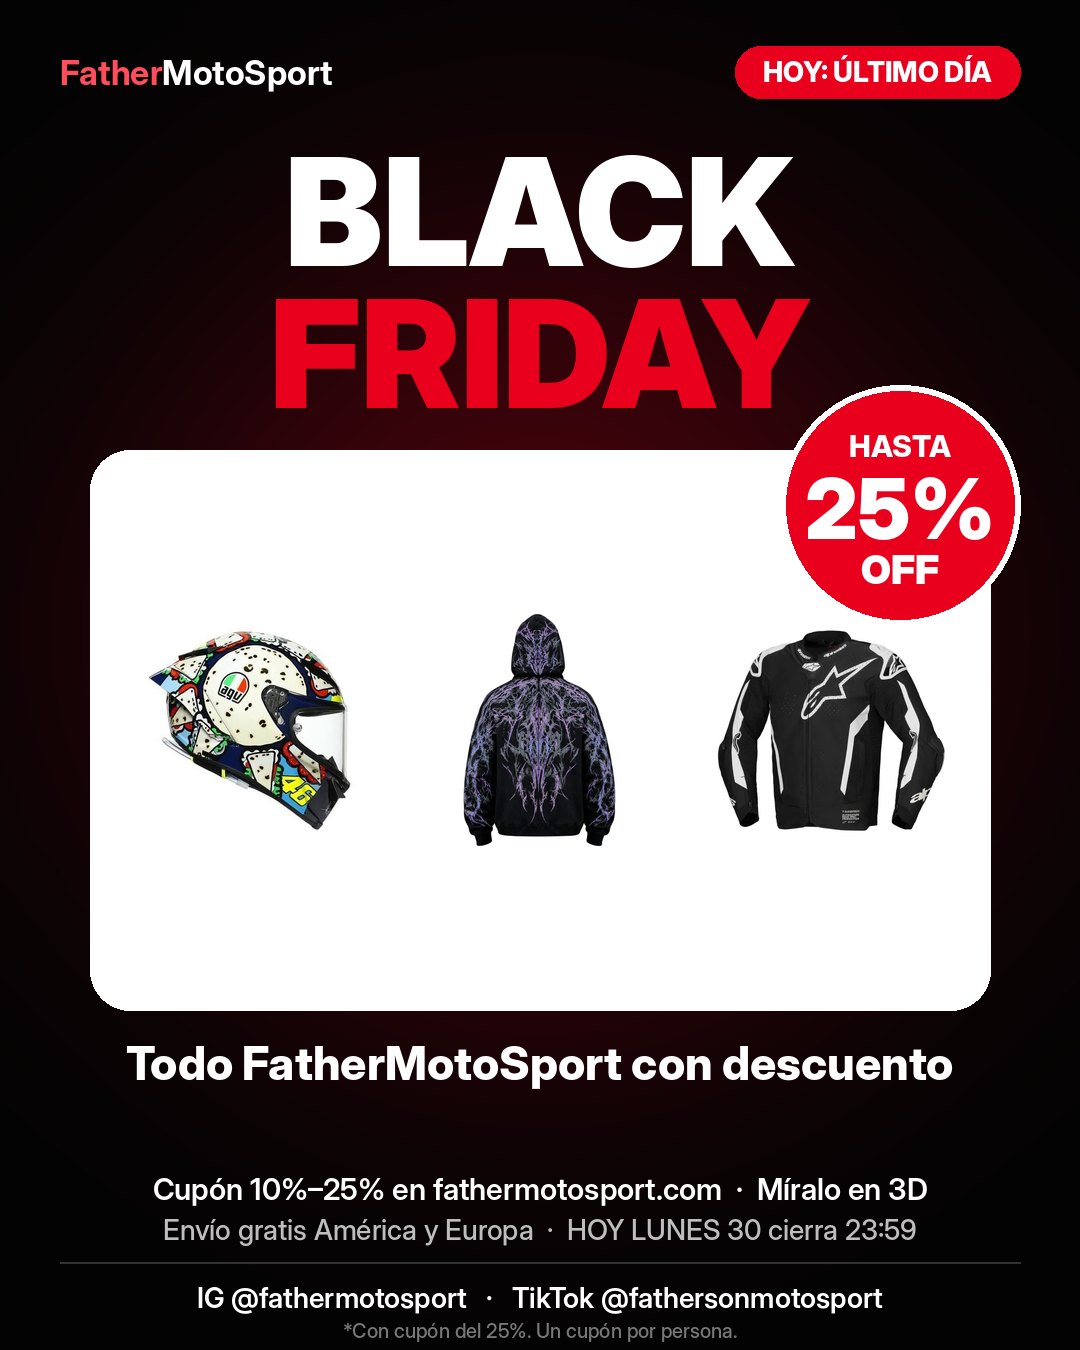 FatherMotoSport
HOY: ÚLTIMO DÍA
BLACK
FRIDAY
HASTA
25%
OFF
agv
46
Todo FatherMotoSport con descuento
Cupón 10%–25% en fathermotosport.com · Míralo en 3D
Envío gratis América y Europa · HOY LUNES 30 cierra 23:59
IG @fathermotosport · TikTok @fathersonmotosport
*Con cupón del 25%. Un cupón por persona.